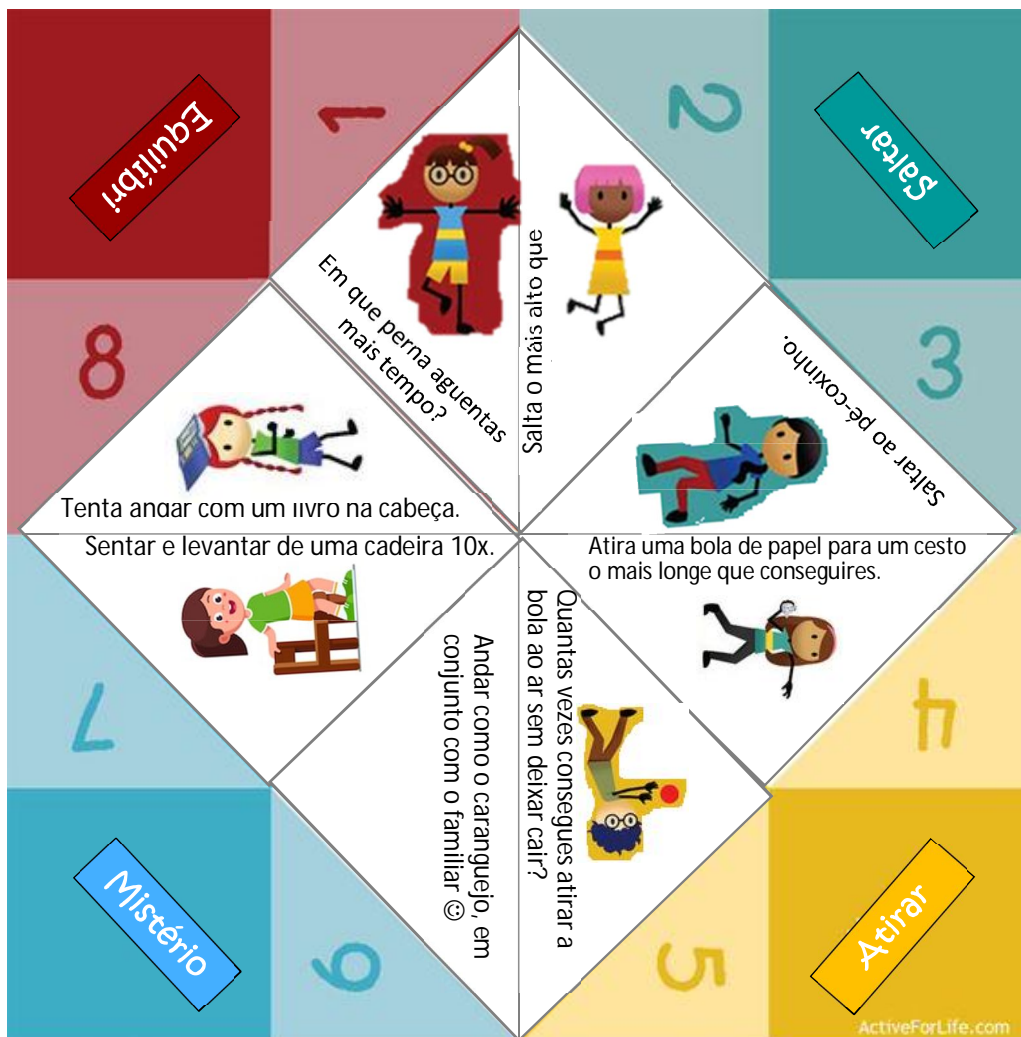 Equilíbri
1
2
Saltar
8
Em que perna aguentas
mais tempo?
Salta o mais alto que
3
Saltar ao pé-coxinho.
Tenta andar com um livro na cabeça.
Sentar e levantar de uma cadeira 10x.
Atira uma bola de papel para um cesto
o mais longe que conseguires.
7
Andar como o caranguejo, em
conjunto com o familiar ☺
Quantas vezes consegues atirar a
bola ao ar sem deixar cair?
4
Mistério
6
5
Atirar
ActiveForLife.com